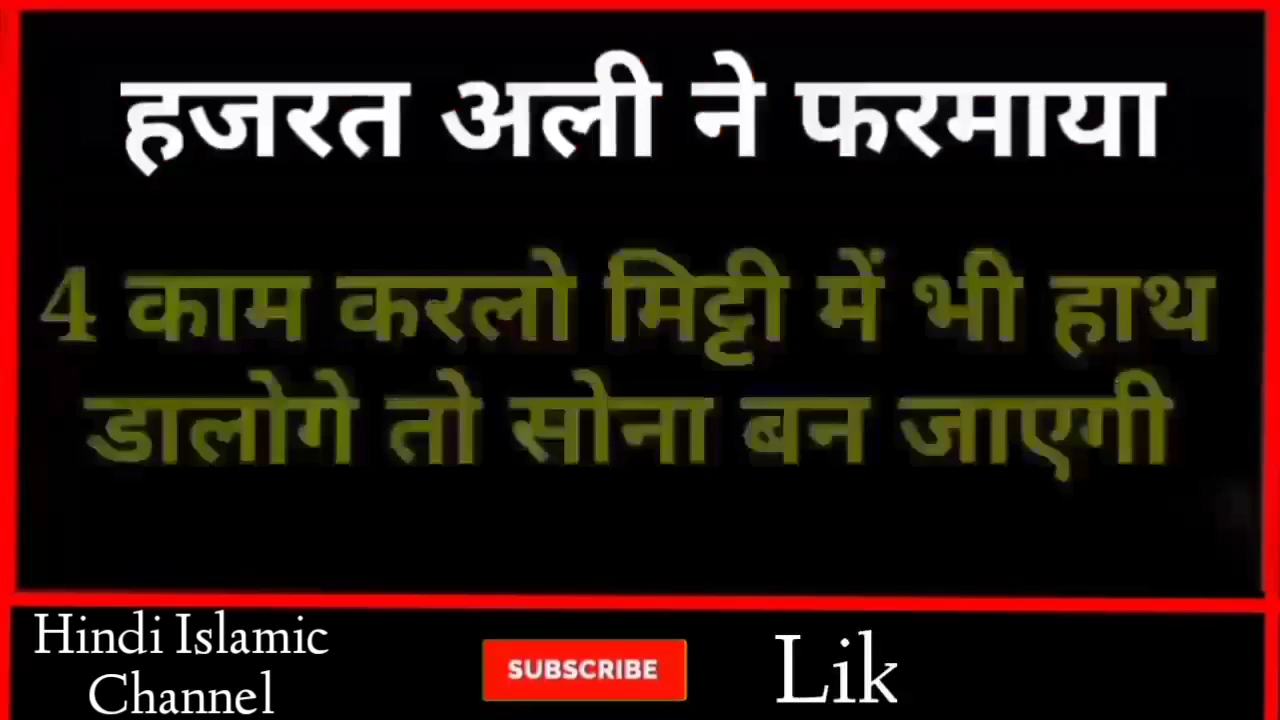 हजरत अली ने फरमाया
4 काम करलो मिट्टी में भी हाथ
डालोगे तो सोना बन जाएगी
Hindi Islamic
Channel
SUBSCRIBE
Lik